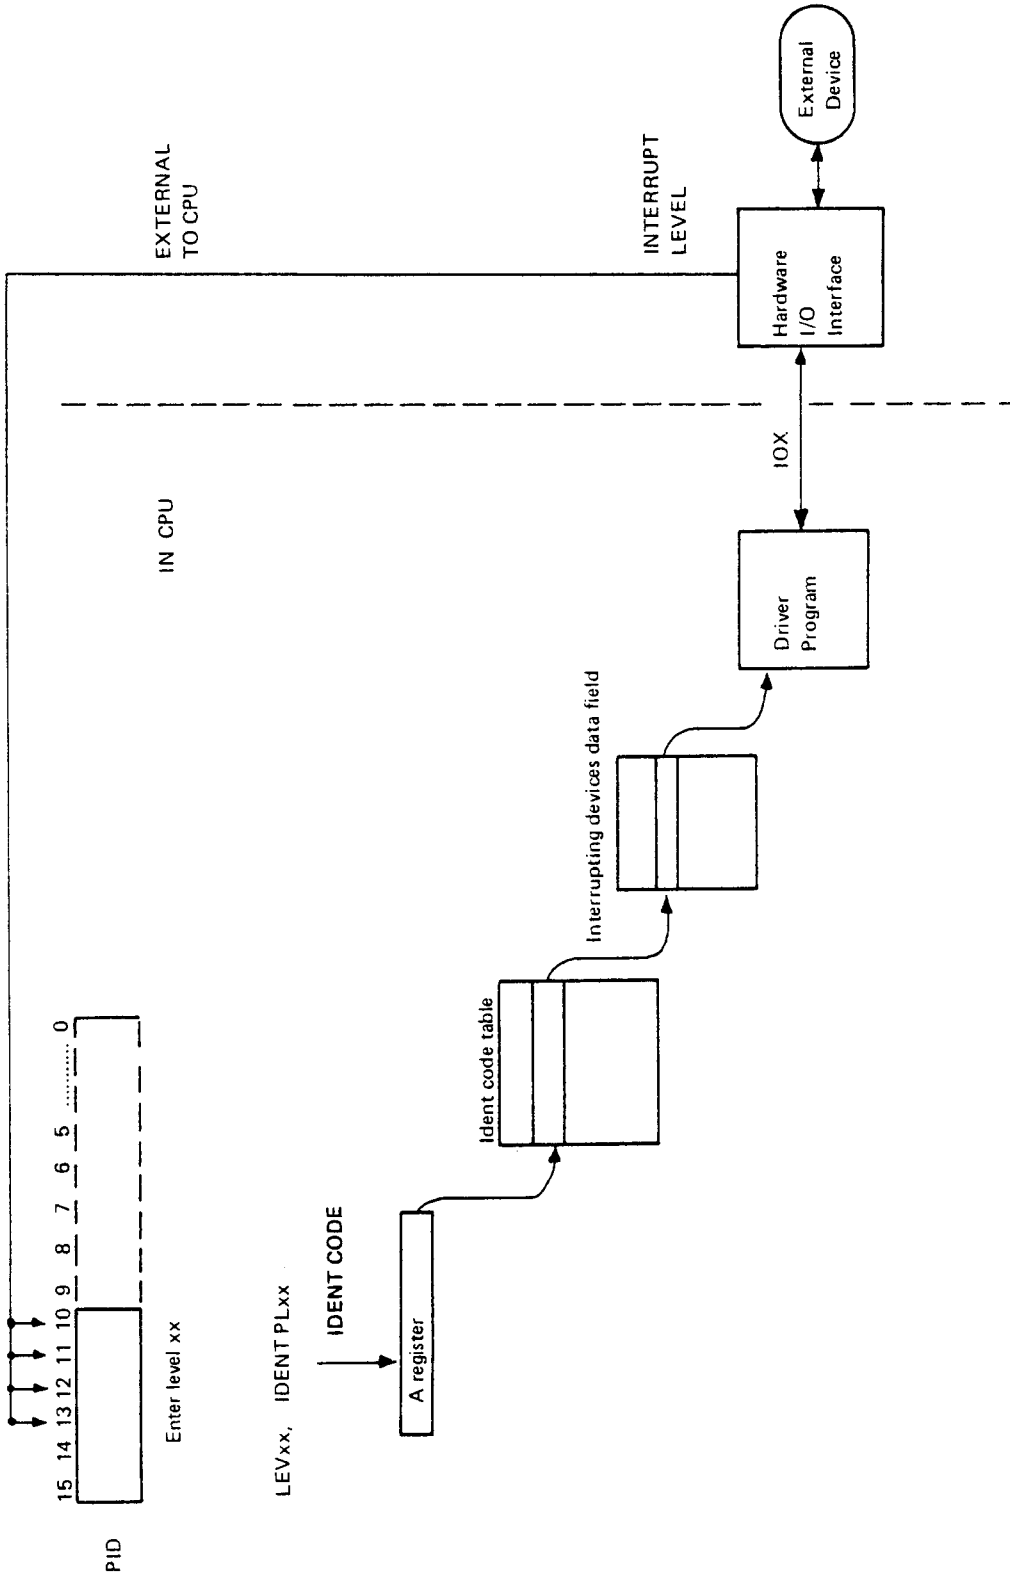 PID
15 14 13 12 11 10 9 8 7 6 5 .......... 0
Enter level xx
EXTERNAL
TO CPU
IN CPU
LEVxx, IDENT PLxx
IDENT CODE
A register
Ident code table
Interrupting devices data field
Driver
Program
IOX
INTERRUPT
LEVEL
Hardware
I/O
Interface
External
Device